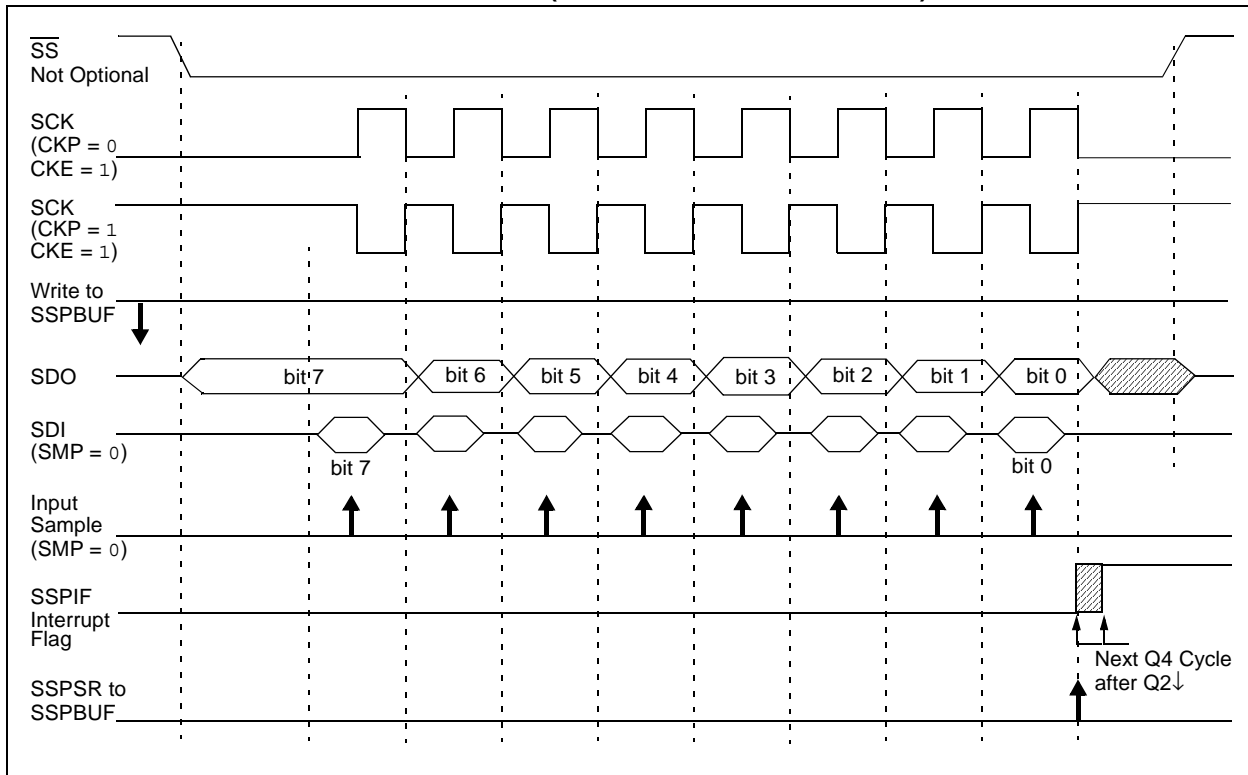 SS
Not Optional
SCK
(CKP = 0
CKE = 1)
SCK
(CKP = 1
CKE = 1)
Write to
SSPBUF
SDO
bit 7 bit 6 bit 5 bit 4 bit 3 bit 2 bit 1 bit 0
SDI
(SMP = 0)
bit 7 bit 0
Input
Sample
(SMP = 0)
SSPIF
Interrupt
Flag
Next Q4 Cycle
after Q2↓
SSPSR to
SSPBUF